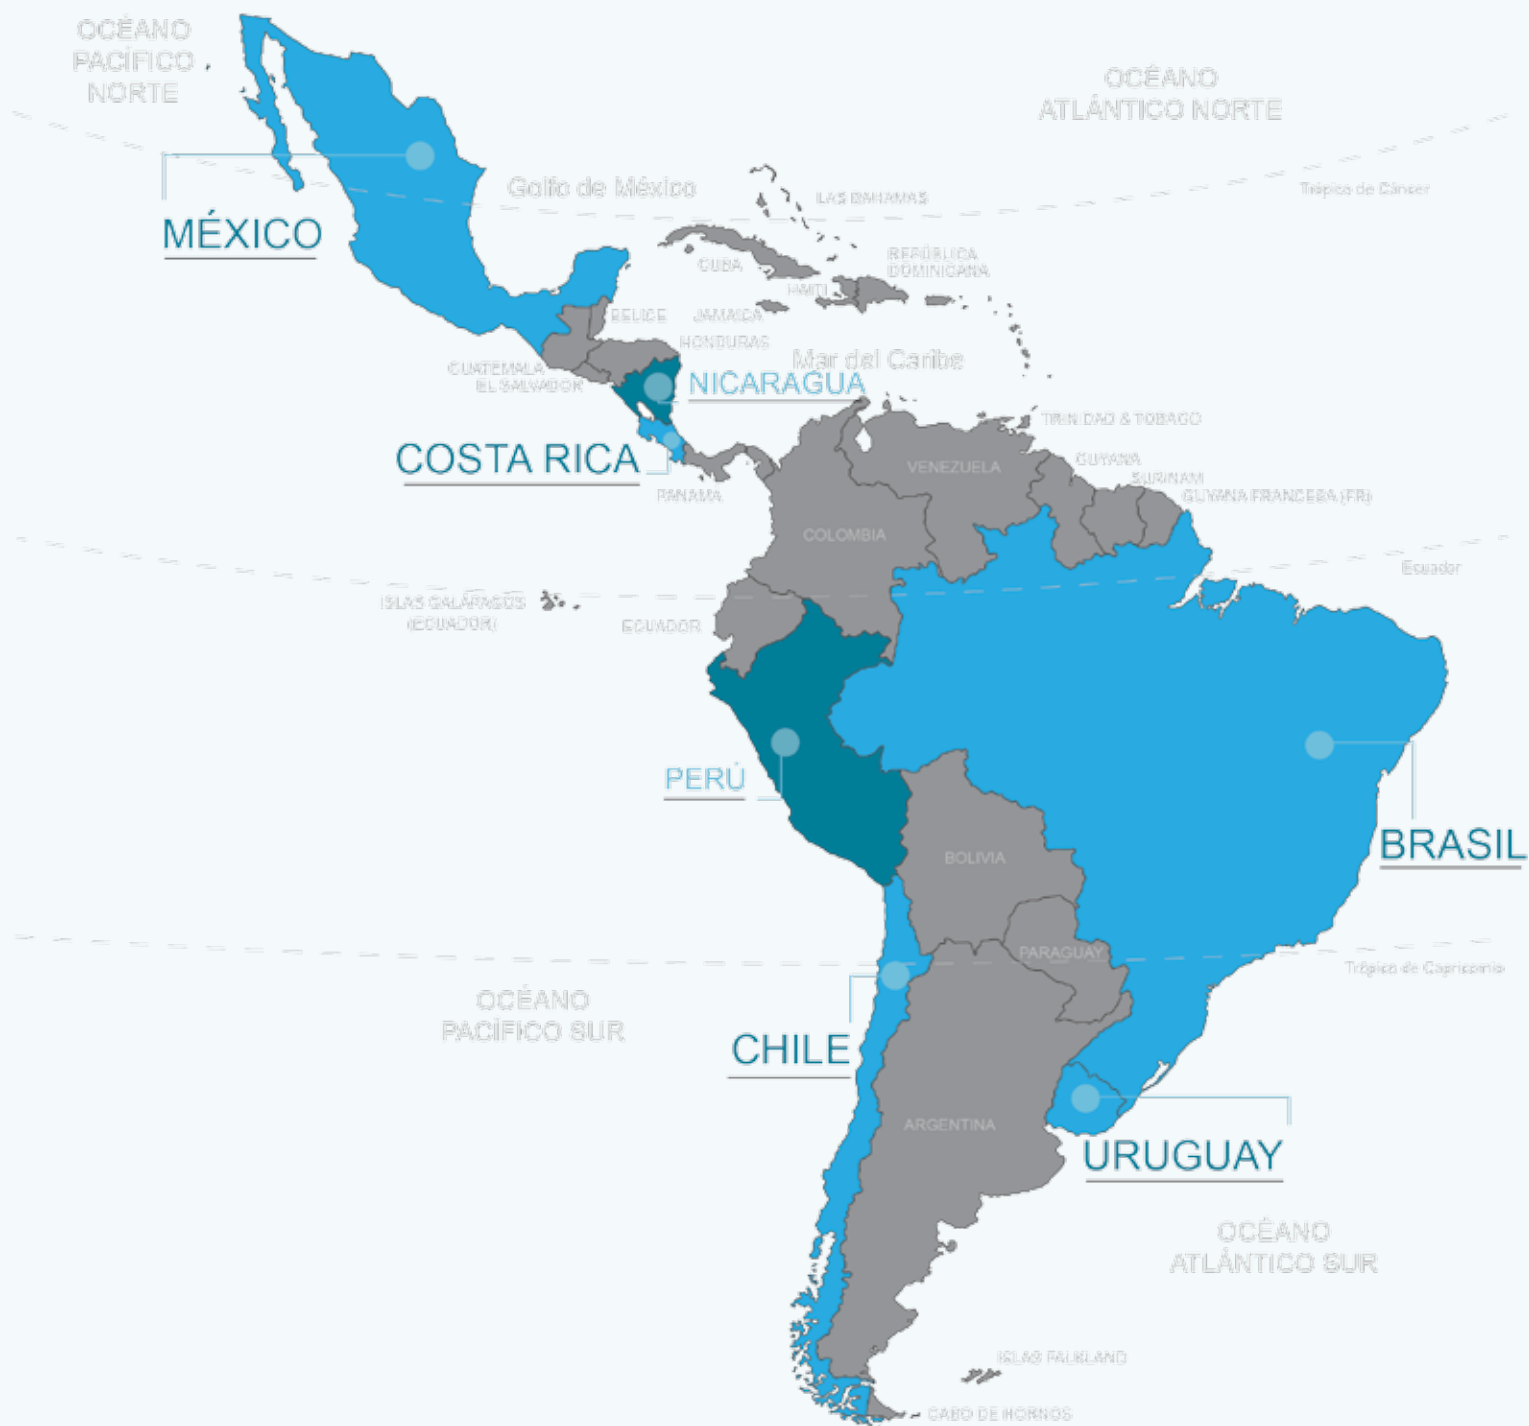 OCÉANO
PACÍFICO
NORTE
OCÉANO
ATLÁNTICO NORTE
Golfo de México
Trópico de Cáncer
LAS BAHAMAS
MÉXICO
CUBA
REPÚBLICA
DOMINICANA
HAITI
BELICE
JAMAICA
HONDURAS
Mar del Caribe
GUATEMALA
EL SALVADOR
NICARAGUA
TRINIDAD & TOBAGO
COSTA RICA
VENEZUELA
GUYANA
SURINAM
GUYANA FRANCESA (FR)
PANAMA
COLOMBIA
Ecuador
ISLAS GALÁPAGOS
(ECUADOR)
ECUADOR
PERÚ
BRASIL
BOLIVIA
PARAGUAY
Trópico de Capricornio
OCÉANO
PACÍFICO SUR
CHILE
ARGENTINA
URUGUAY
OCÉANO
ATLÁNTICO SUR
ISLAS FALKLAND
CABO DE HORNOS